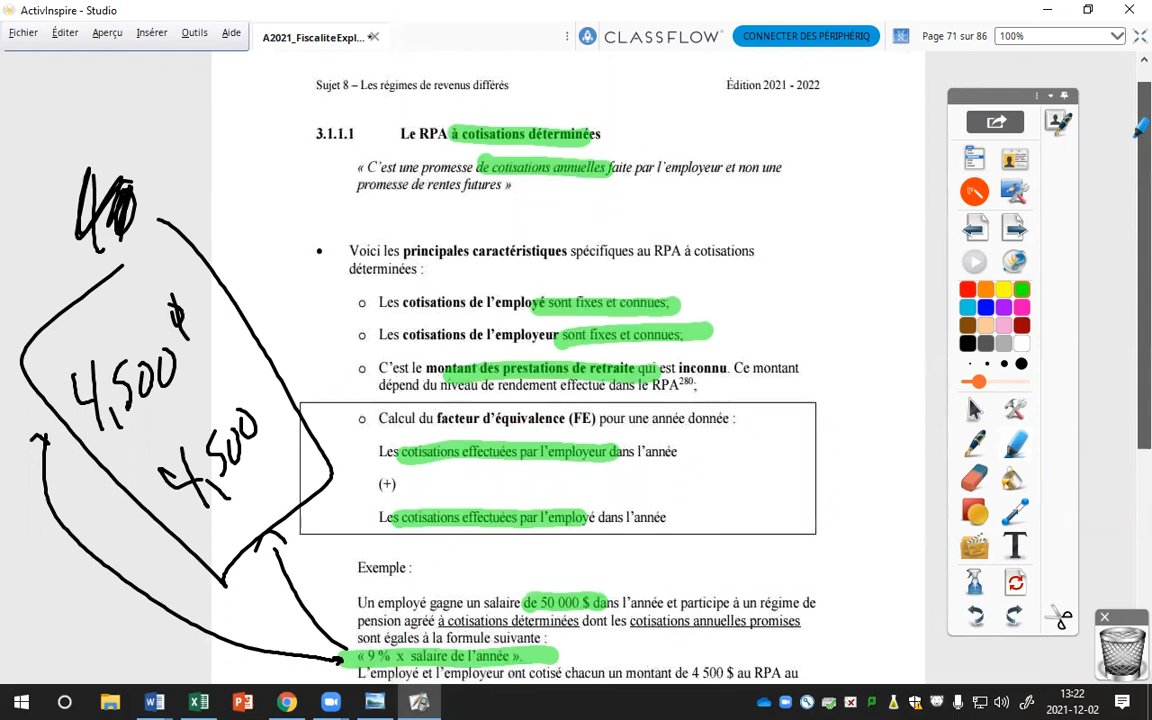 ActivInspire - Studio
Fichier Éditer Aperçu Insérer Outils Aide
A2021_FiscaliteExpl...
CLASSFLOW
CONNECTER DES PÉRIPHÉRIQ
Page 71 sur 86
100%
Sujet 8 – Les régimes de revenus différés
Édition 2021 - 2022
3.1.1.1 Le RPA à cotisations déterminées
« C'est une promesse de cotisations annuelles faite par l'employeur et non une
promesse de rentes futures »
• Voici les principales caractéristiques spécifiques au RPA à cotisations
déterminées :
o Les cotisations de l'employé sont fixes et connues;
o Les cotisations de l'employeur sont fixes et connues;
o C'est le montant des prestations de retraite qui est inconnu. Ce montant
dépend du niveau de rendement effectué dans le RPA280;
o Calcul du facteur d'équivalence (FE) pour une année donnée :
Les cotisations effectuées par l'employeur dans l'année
(+)
Les cotisations effectuées par l'employé dans l'année
Exemple :
Un employé gagne un salaire de 50 000 $ dans l'année et participe à un régime de
pension agréé à cotisations déterminées dont les cotisations annuelles promises
sont égales à la formule suivante :
« 9 % x salaire de l'année ».
L'employé et l'employeur ont cotisé chacun un montant de 4 500 $ au RPA au
4,500 $
4,500
13:22
2021-12-02